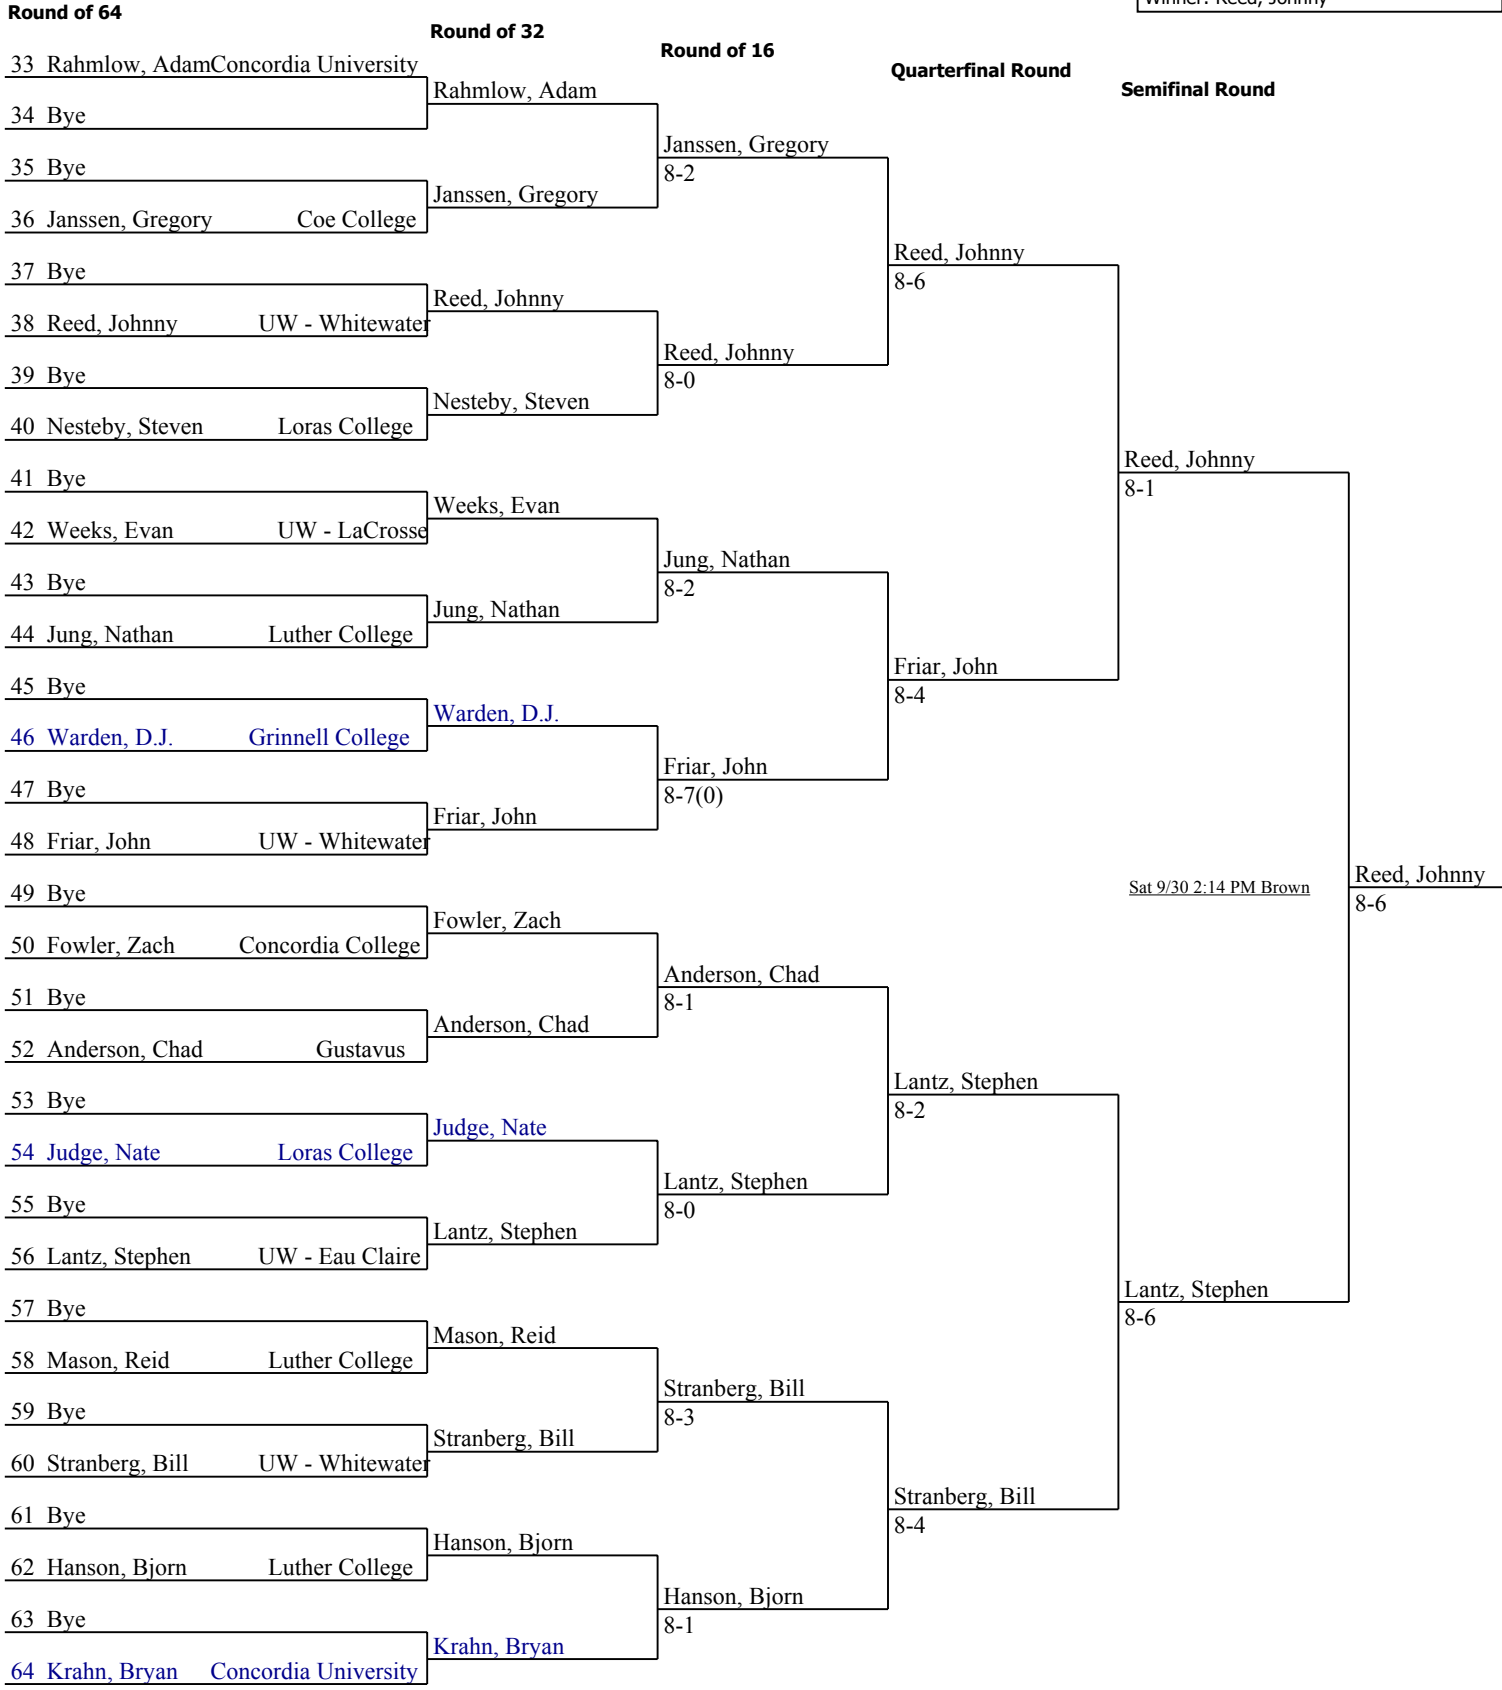 Winner: Reed, Johnny
Round of 64
Round of 32
Round of 16
Quarterfinal Round
Semifinal Round
33 Rahmlow, Adam Concordia University
34 Bye
35 Bye
36 Janssen, Gregory Coe College
37 Bye
38 Reed, Johnny UW - Whitewater
39 Bye
40 Nesteby, Steven Loras College
41 Bye
42 Weeks, Evan UW - LaCrosse
43 Bye
44 Jung, Nathan Luther College
45 Bye
46 Warden, D.J. Grinnell College
47 Bye
48 Friar, John UW - Whitewater
49 Bye
50 Fowler, Zach Concordia College
51 Bye
52 Anderson, Chad Gustavus
53 Bye
54 Judge, Nate Loras College
55 Bye
56 Lantz, Stephen UW - Eau Claire
57 Bye
58 Mason, Reid Luther College
59 Bye
60 Stranberg, Bill UW - Whitewater
61 Bye
62 Hanson, Bjorn Luther College
63 Bye
64 Krahn, Bryan Concordia University
Rahmlow, Adam
Janssen, Gregory
Reed, Johnny
Nesteby, Steven
Weeks, Evan
Jung, Nathan
Warden, D.J.
Friar, John
Fowler, Zach
Anderson, Chad
Judge, Nate
Lantz, Stephen
Mason, Reid
Stranberg, Bill
Hanson, Bjorn
Krahn, Bryan
Janssen, Gregory
8-2
Reed, Johnny
8-0
Jung, Nathan
8-2
Friar, John
8-7(0)
Anderson, Chad
8-1
Lantz, Stephen
8-0
Stranberg, Bill
8-3
Hanson, Bjorn
8-1
Reed, Johnny
8-6
Friar, John
8-4
Lantz, Stephen
8-2
Stranberg, Bill
8-4
Reed, Johnny
8-1
Lantz, Stephen
8-6
Sat 9/30 2:14 PM Brown
Reed, Johnny
8-6